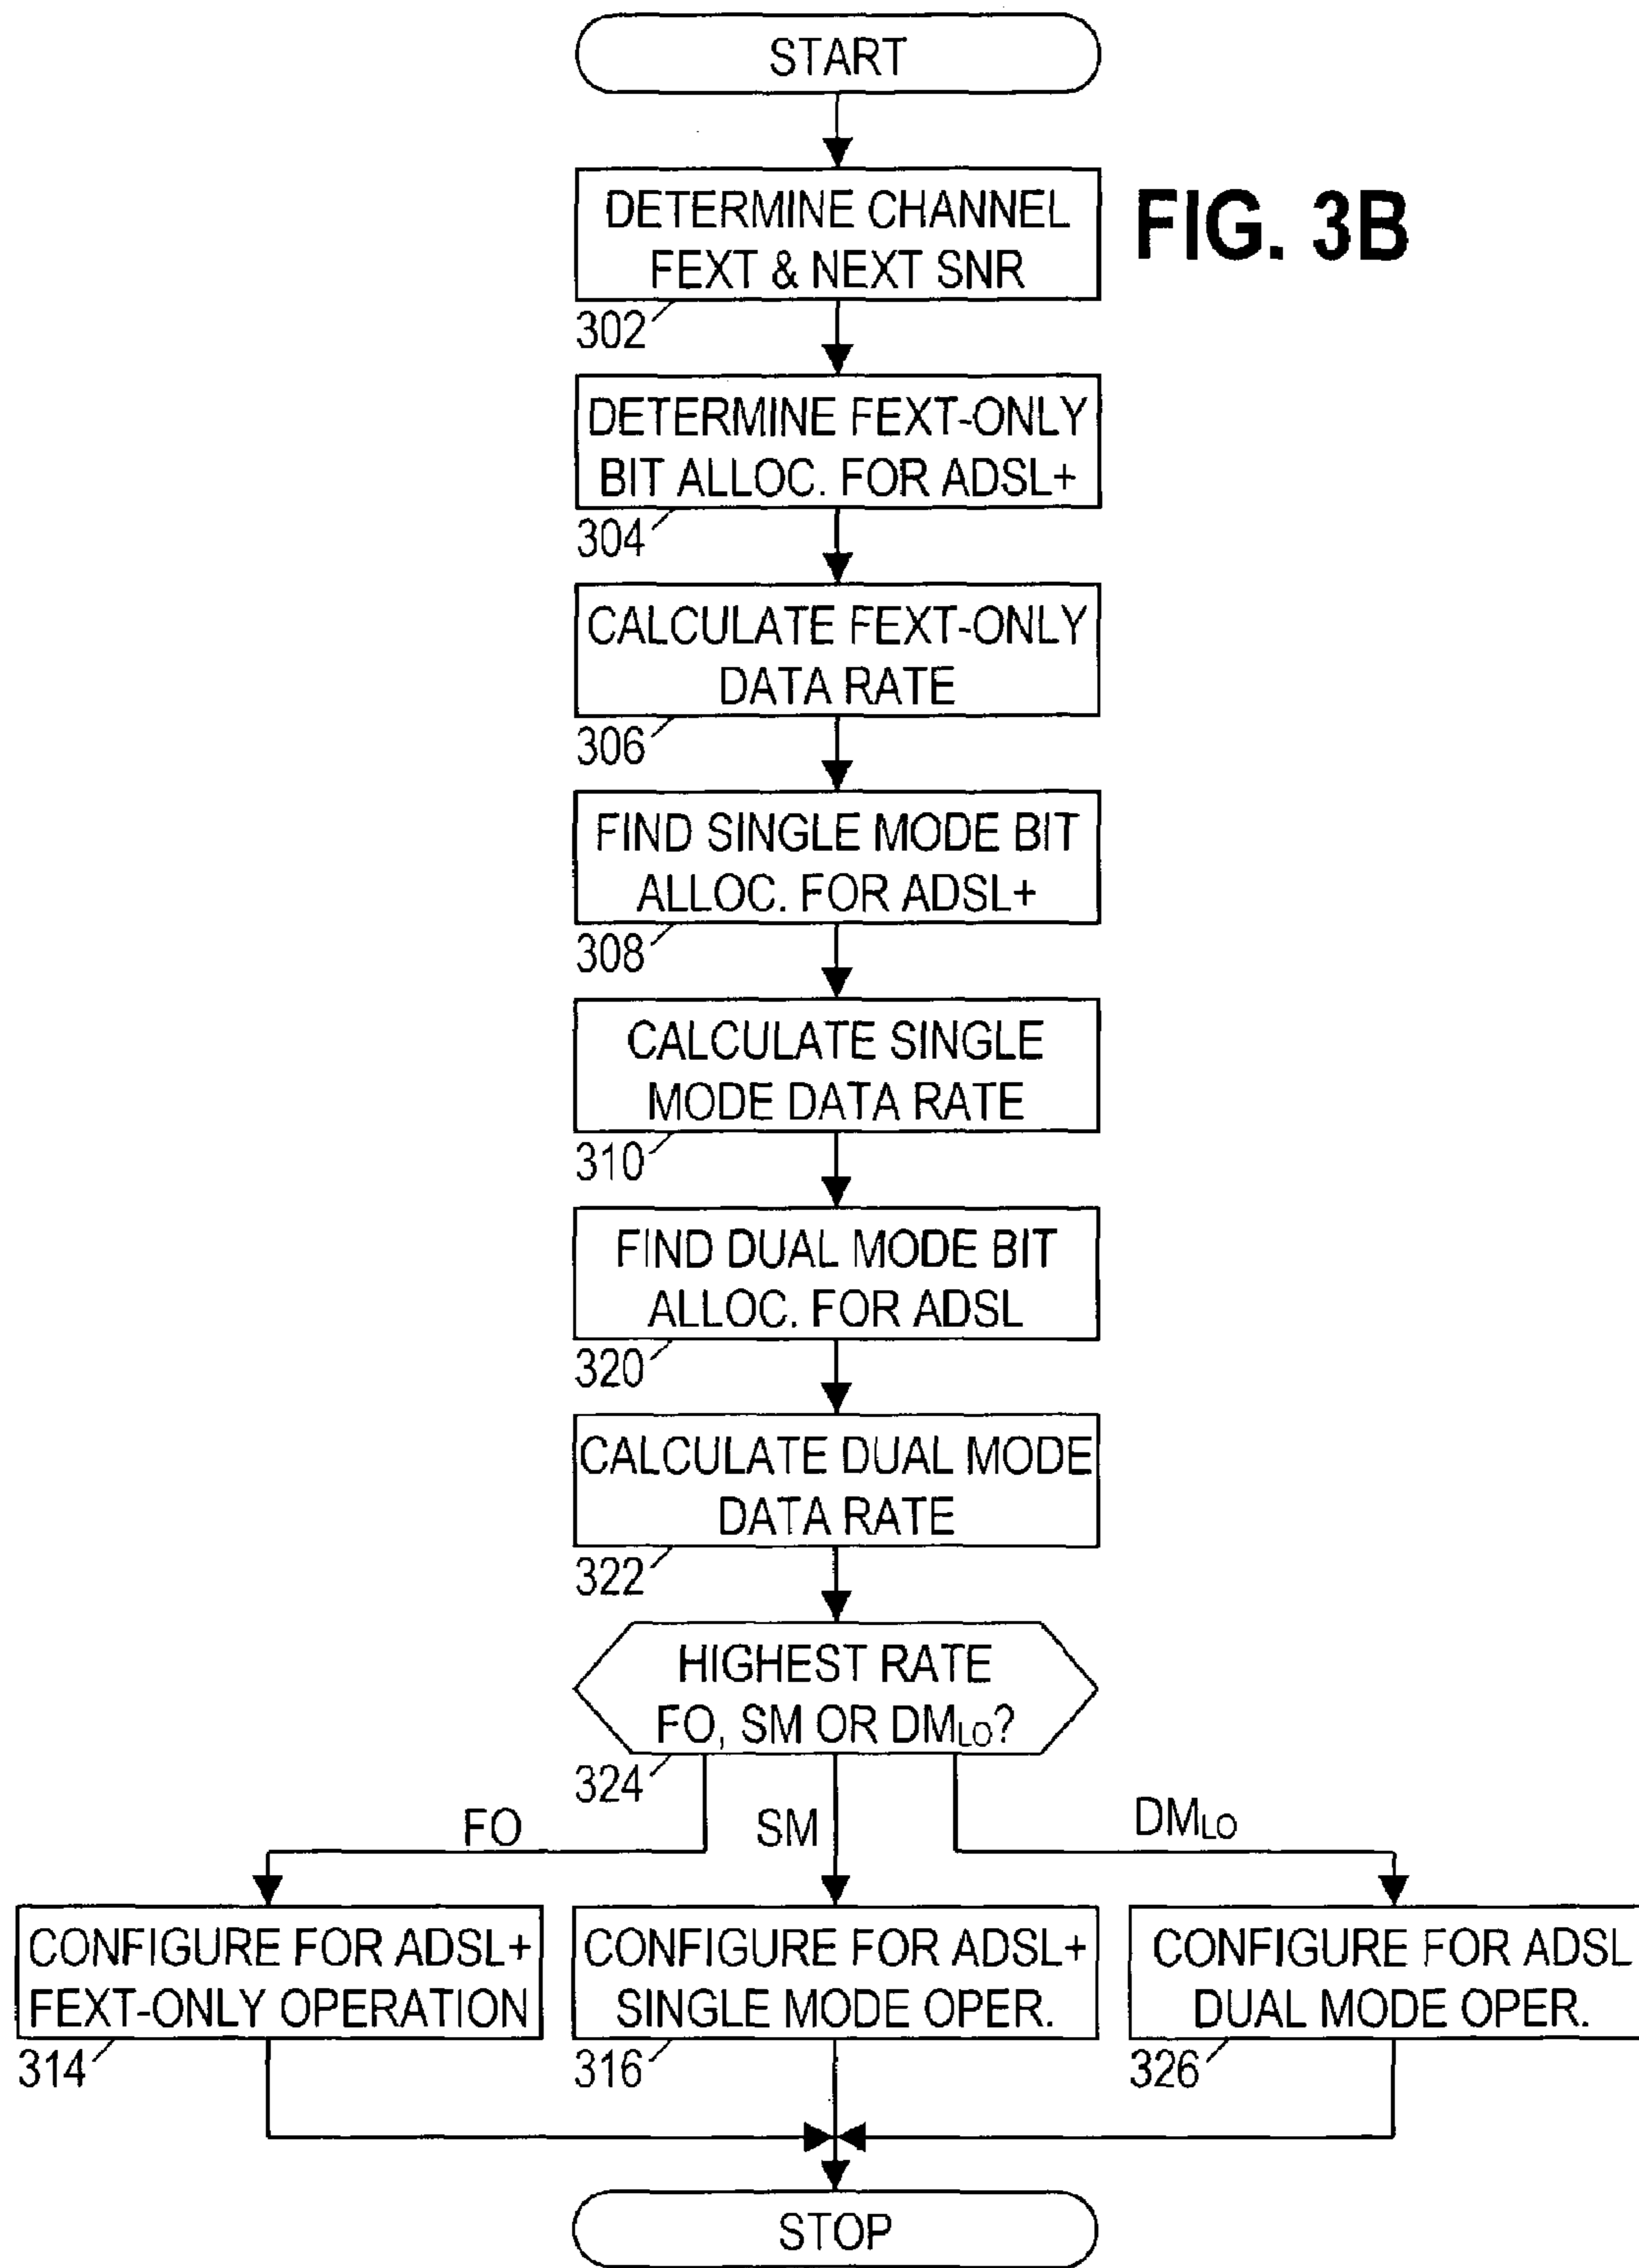 START
DETERMINE CHANNEL
FEXT & NEXT SNR
302
FIG. 3B
DETERMINE FEXT-ONLY
BIT ALLOC. FOR ADSL+
304
CALCULATE FEXT-ONLY
DATA RATE
306
FIND SINGLE MODE BIT
ALLOC. FOR ADSL+
308
CALCULATE SINGLE
MODE DATA RATE
310
FIND DUAL MODE BIT
ALLOC. FOR ADSL
320
CALCULATE DUAL MODE
DATA RATE
322
HIGHEST RATE
FO, SM OR DMLO?
324
FO
SM
DMLO
CONFIGURE FOR ADSL+
FEXT-ONLY OPERATION
314
CONFIGURE FOR ADSL+
SINGLE MODE OPER.
316
CONFIGURE FOR ADSL
DUAL MODE OPER.
326
STOP